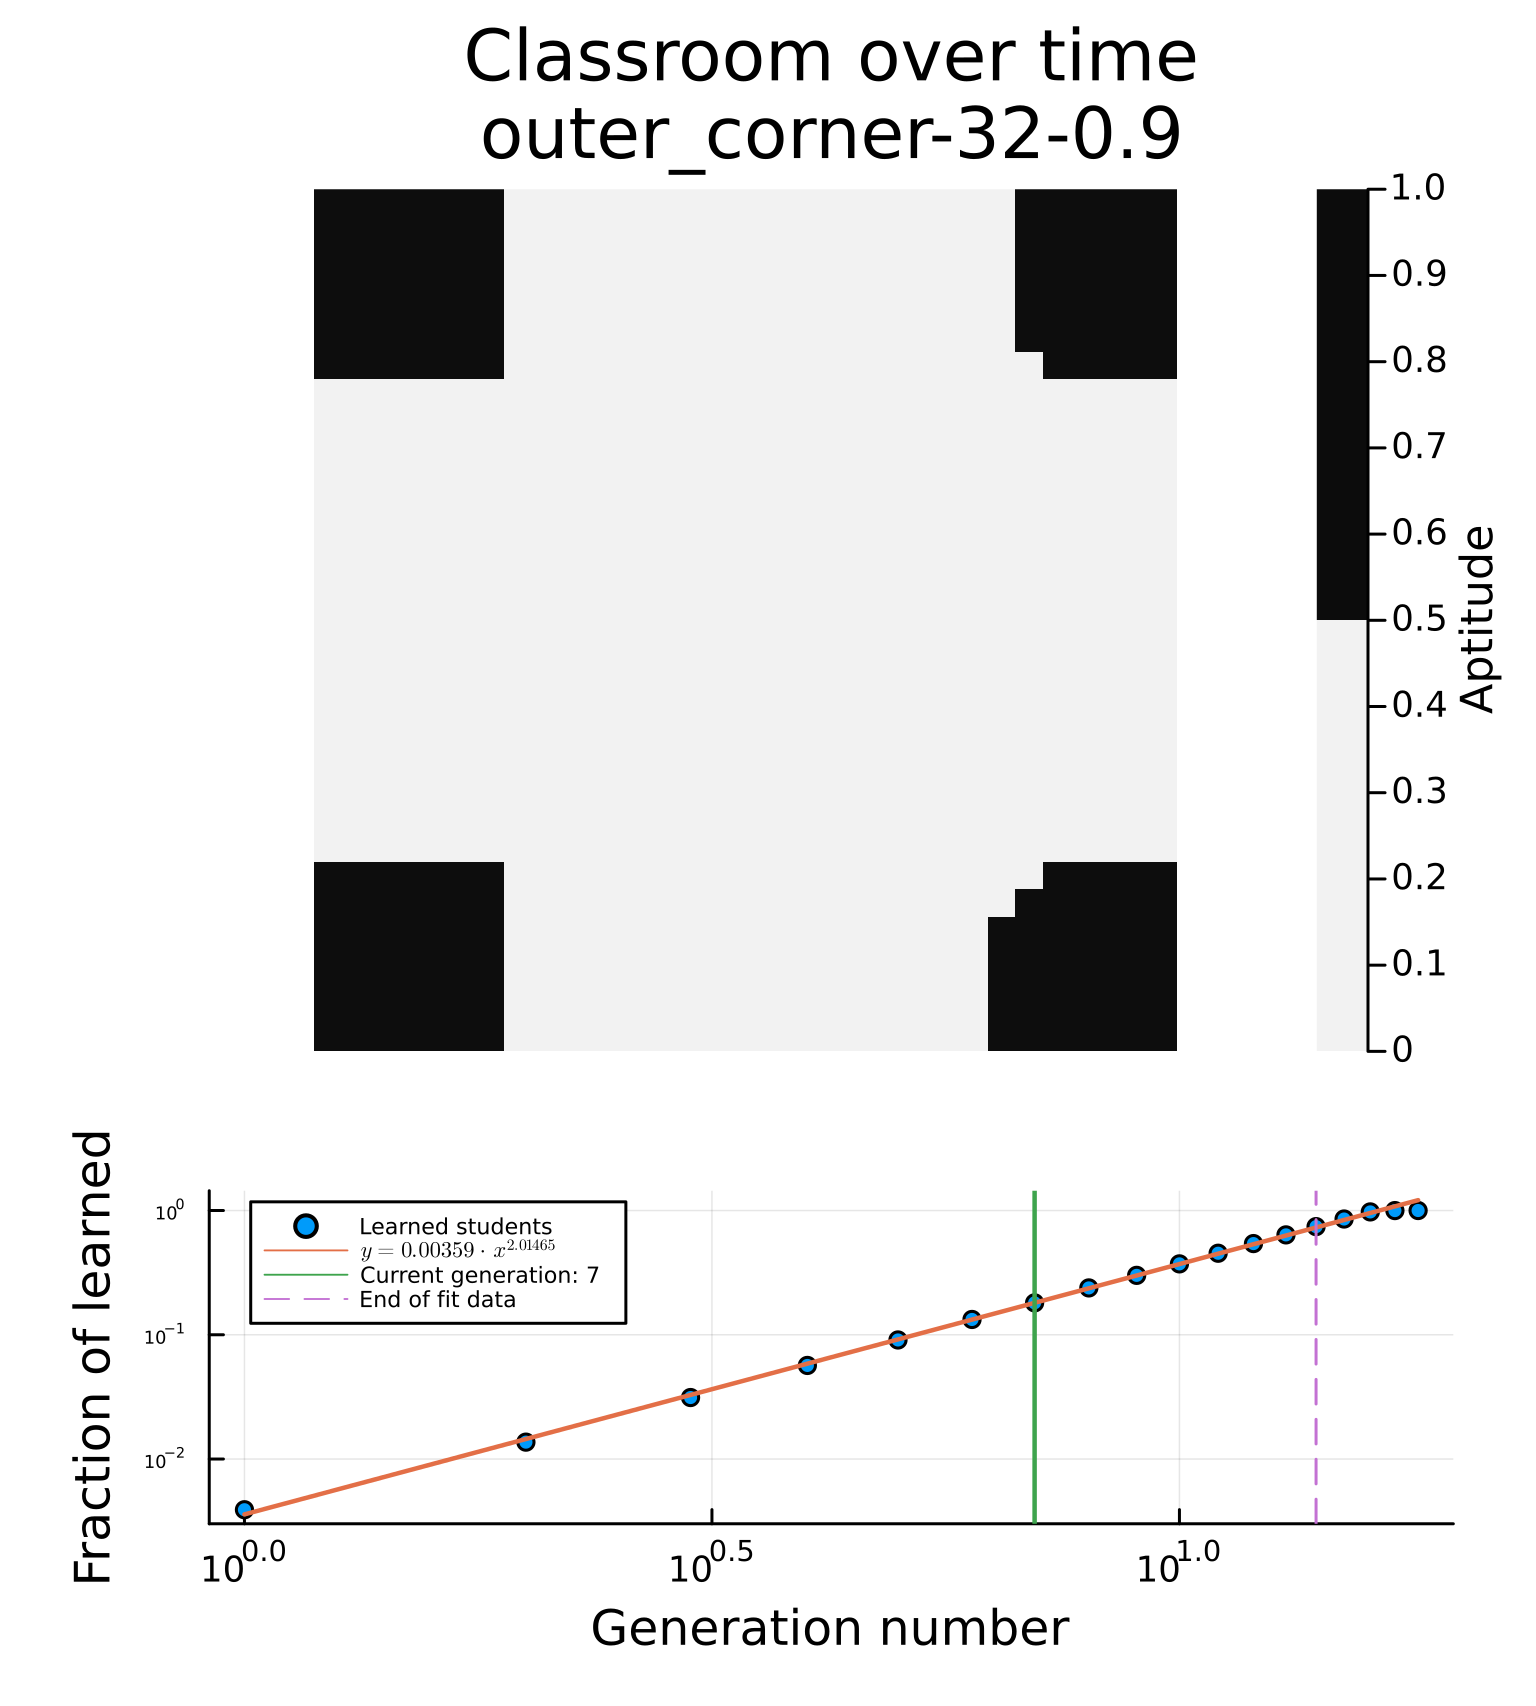 Classroom over time
outer_corner-32-0.9
1.0
0.9
0.8
0.7
0.6
0.5
0.4
0.3
0.2
0.1
0
Aptitude
Fraction of learned
10⁰
10⁻¹
10⁻²
Learned students
y = 0.00359 · x^2.01465
Current generation: 7
End of fit data
10^0.0
10^0.5
10^1.0
Generation number